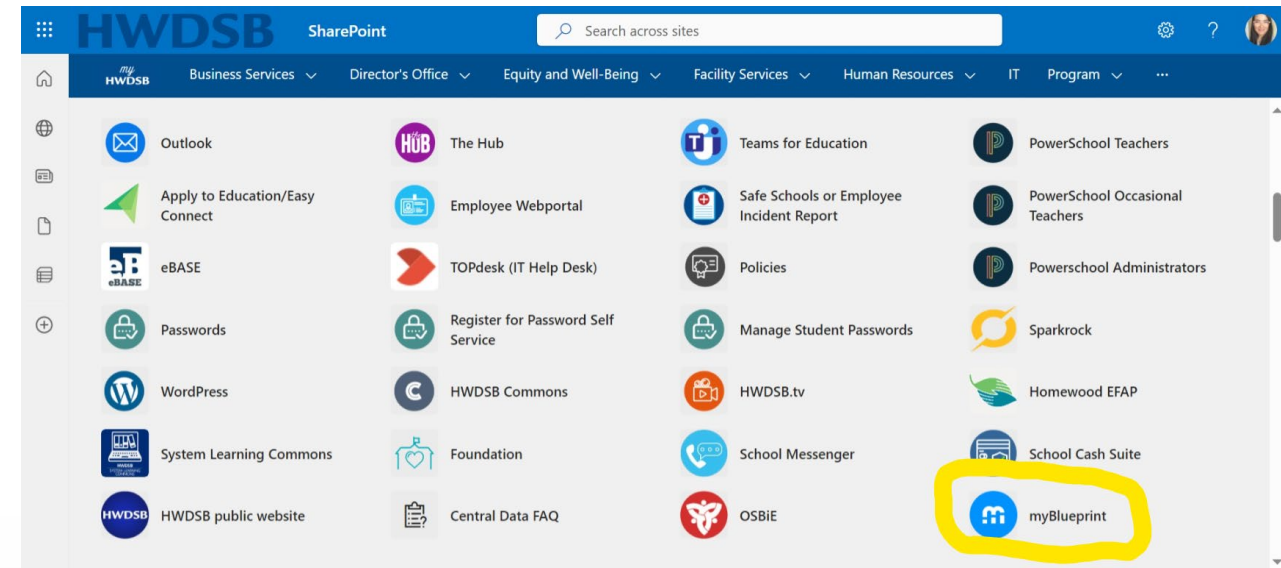 HWDSB SharePoint Search across sites ?
my
HWDSB Business Services Director's Office Equity and Well-Being Facility Services Human Resources IT Program ...
Outlook
HUB The Hub
Teams for Education
PowerSchool Teachers
Apply to Education/Easy
Connect
Employee Webportal
Safe Schools or Employee
Incident Report
PowerSchool Occasional
Teachers
eB
eBASE
eBASE
TOPdesk (IT Help Desk)
Policies
Powerschool Administrators
Passwords
Register for Password Self
Service
Manage Student Passwords
Sparkrock
WordPress
C HWDSB Commons
HWDSB.tv
Homewood EFAP
System Learning Commons
Foundation
School Messenger
School Cash Suite
HWDSB HWDSB public website
Central Data FAQ
OSBiE
m myBlueprint